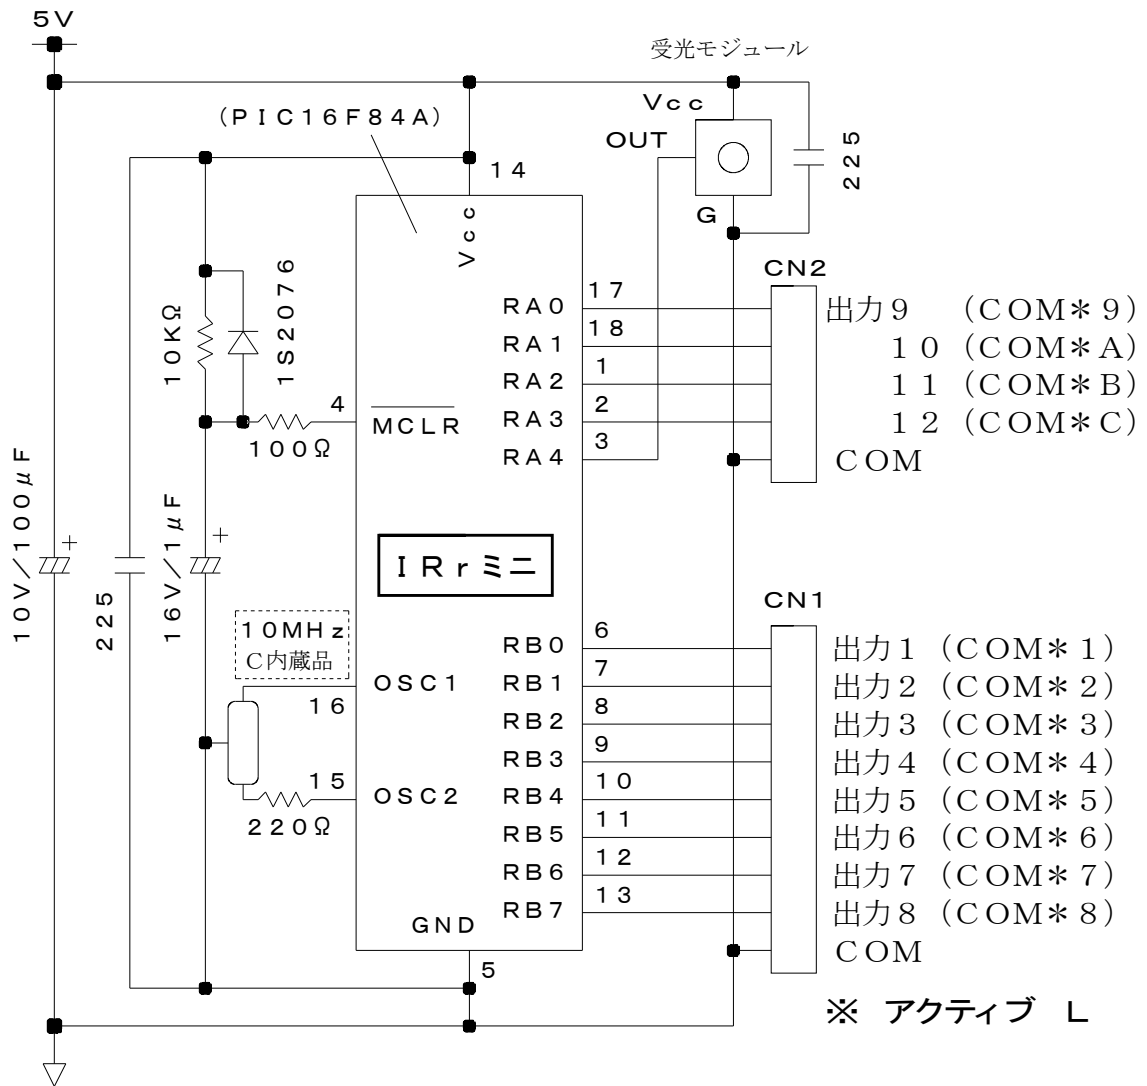 5V
受光モジュール
Vcc
(PIC16F84A)
OUT
225
14
G
Vcc
CN2
1S2076
10KΩ
RA0 17 出力9 (COM＊9)
RA1 18 10 (COM＊A)
RA2 1 11 (COM＊B)
RA3 2 12 (COM＊C)
RA4 3 COM
4 MCLR
100Ω
10V/100μF
+
225
16V/1μF
+
IRrミニ
CN1
10MHz
C内蔵品
OSC1
16
15
OSC2
220Ω
RB0 6 出力1 (COM＊1)
RB1 7 出力2 (COM＊2)
RB2 8 出力3 (COM＊3)
RB3 9 出力4 (COM＊4)
RB4 10 出力5 (COM＊5)
RB5 11 出力6 (COM＊6)
RB6 12 出力7 (COM＊7)
RB7 13 出力8 (COM＊8)
GND COM
5
※ アクティブ L